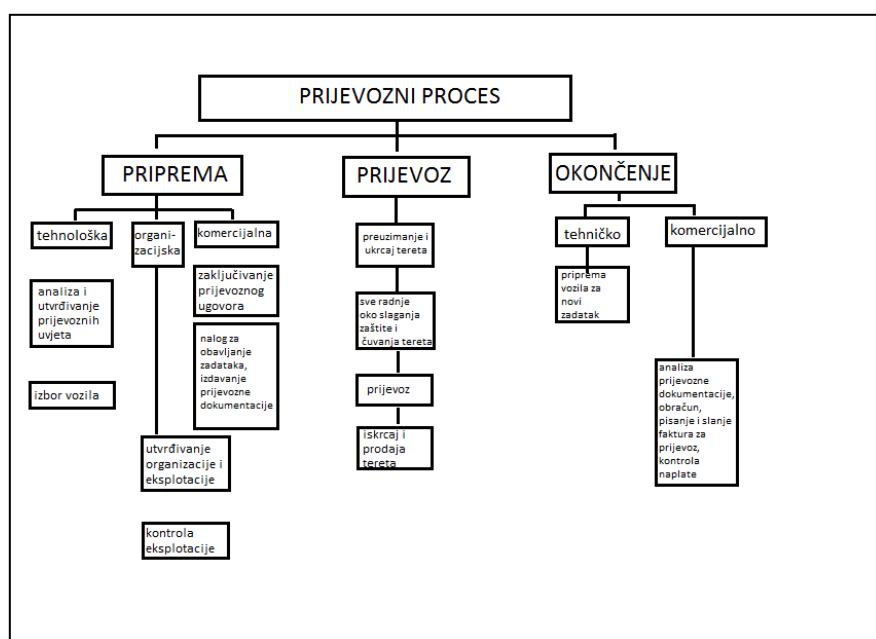 PRIJEVOZNI PROCES
PRIPREMA
PRIJEVOZ
OKONČENJE
tehnološka
organi-
zacijska
komercijalna
analiza i
utvrđivanje
prijevoznih
uvjeta
izbor vozila
zaključivanje
prijevoznog
ugovora
nalog za
obavljanje
zadataka,
izdavanje
prijevozne
dokumentacije
utvrđivanje
organizacije i
eksplotacije
kontrola
eksplotacije
preuzimanje i
ukrcaj tereta
sve radnje
oko slaganja
zaštite i
čuvanja tereta
prijevoz
iskrcaj i
prodaja
tereta
tehničko
komercijalno
priprema
vozila za
novi
zadatak
analiza
prijevozne
dokumentacije,
obračun,
pisanje i slanje
faktura za
prijevoz,
kontrola
naplate